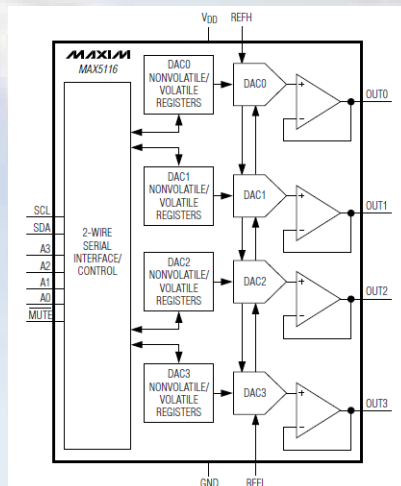 VDD REFH
MAXIM
MAX5116
DAC0
NONVOLATILE/
VOLATILE
REGISTERS
DAC0
OUT0
DAC1
NONVOLATILE/
VOLATILE
REGISTERS
DAC1
OUT1
SCL
SDA
A3
A2
A1
A0
MUTE
2-WIRE
SERIAL
INTERFACE/
CONTROL
DAC2
NONVOLATILE/
VOLATILE
REGISTERS
DAC2
OUT2
DAC3
NONVOLATILE/
VOLATILE
REGISTERS
DAC3
OUT3
GND REFL